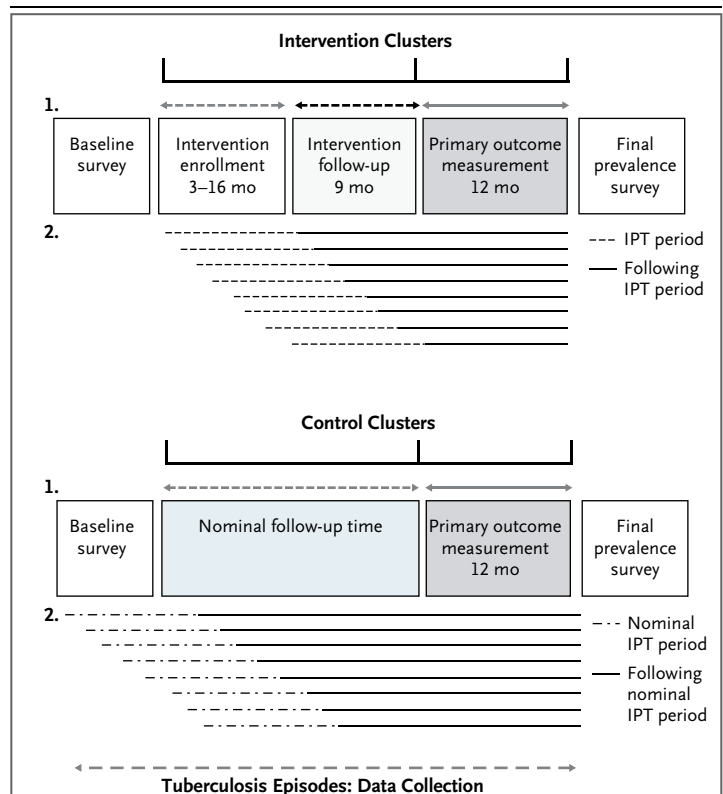 Intervention Clusters
1.
Baseline
survey
Intervention
enrollment
3–16 mo
Intervention
follow-up
9 mo
Primary outcome
measurement
12 mo
Final
prevalence
survey
2.
IPT period
Following
IPT period
Control Clusters
1.
Baseline
survey
Nominal follow-up time
Primary outcome
measurement
12 mo
Final
prevalence
survey
2.
Nominal
IPT period
Following
nominal
IPT period
Tuberculosis Episodes: Data Collection